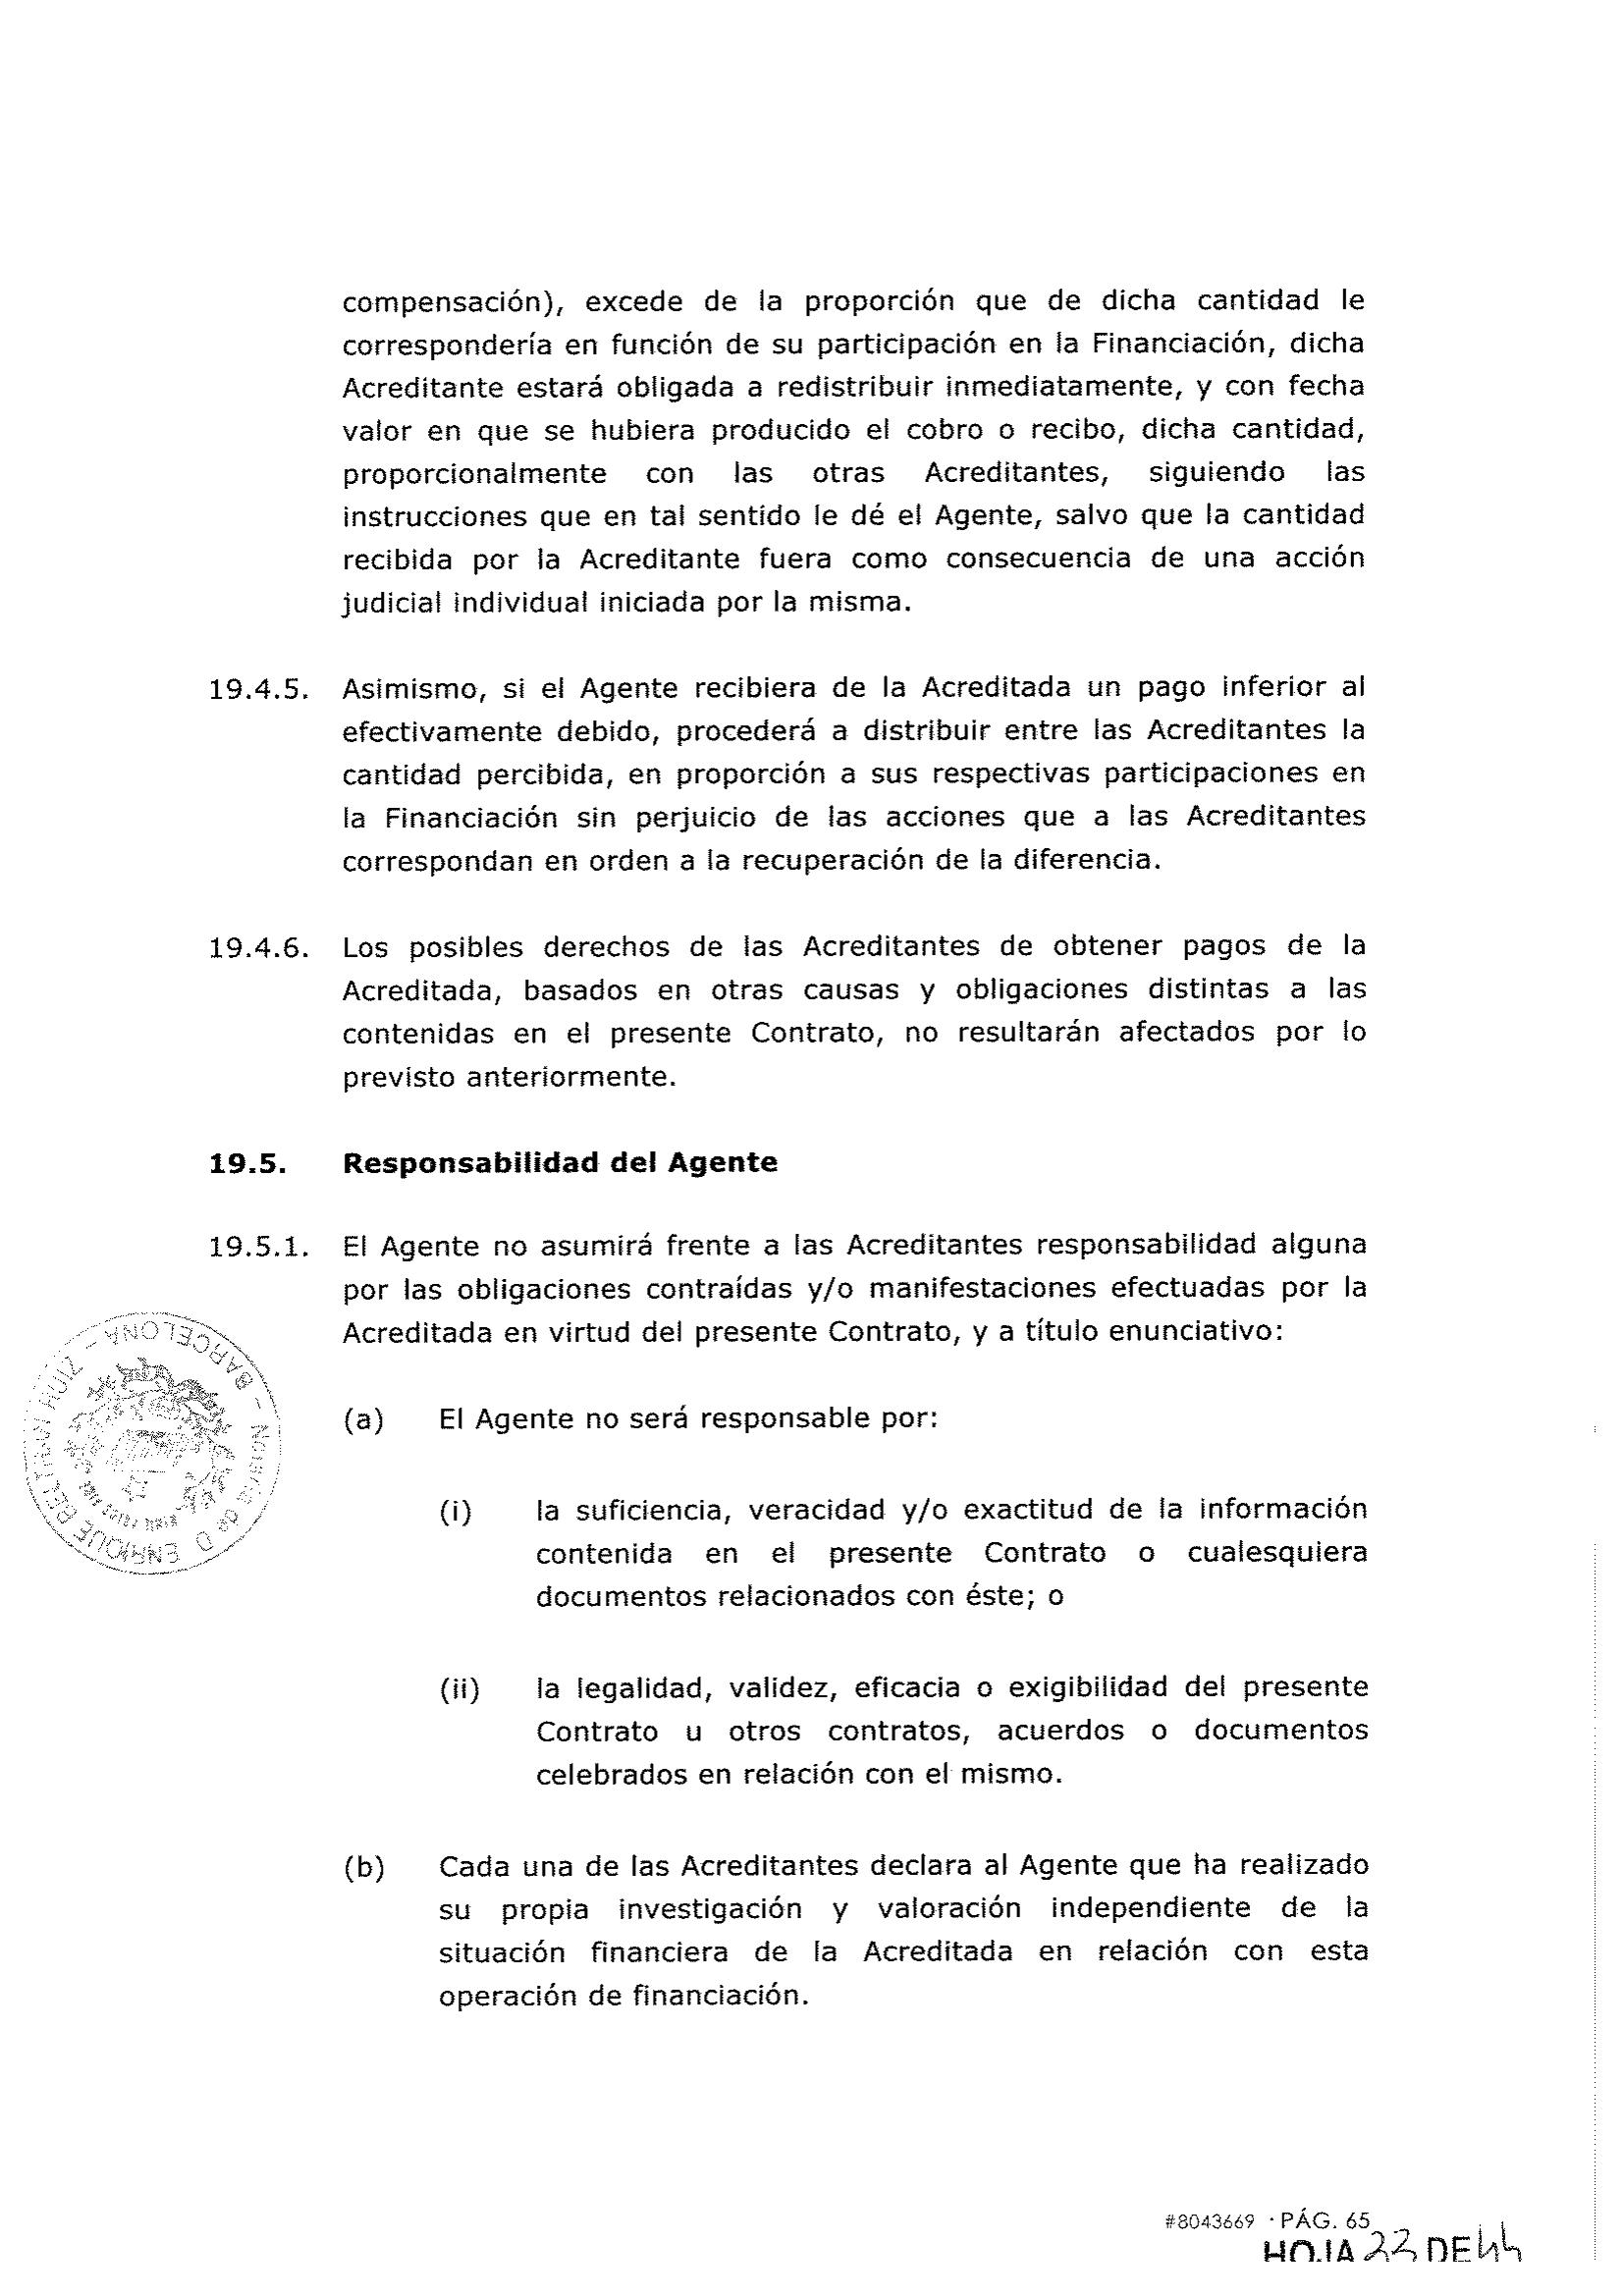 compensación), excede de la proporción que de dicha cantidad le
correspondería en función de su participación en la Financiación, dicha
Acreditante estará obligada a redistribuir inmediatamente, y con fecha
valor en que se hubiera producido el cobro o recibo, dicha cantidad,
proporcionalmente con las otras Acreditantes, siguiendo las
instrucciones que en tal sentido le dé el Agente, salvo que la cantidad
recibida por la Acreditante fuera como consecuencia de una acción
judicial individual iniciada por la misma.
19.4.5. Asimismo, si el Agente recibiera de la Acreditada un pago inferior al
efectivamente debido, procederá a distribuir entre las Acreditantes la
cantidad percibida, en proporción a sus respectivas participaciones en
la Financiación sin perjuicio de las acciones que a las Acreditantes
correspondan en orden a la recuperación de la diferencia.
19.4.6. Los posibles derechos de las Acreditantes de obtener pagos de la
Acreditada, basados en otras causas y obligaciones distintas a las
contenidas en el presente Contrato, no resultarán afectados por lo
previsto anteriormente.
19.5. Responsabilidad del Agente
19.5.1. El Agente no asumirá frente a las Acreditantes responsabilidad alguna
por las obligaciones contraídas y/o manifestaciones efectuadas por la
Acreditada en virtud del presente Contrato, y a título enunciativo:
(a) El Agente no será responsable por:
(i) la suficiencia, veracidad y/o exactitud de la información
contenida en el presente Contrato o cualesquiera
documentos relacionados con éste; o
(ii) la legalidad, validez, eficacia o exigibilidad del presente
Contrato u otros contratos, acuerdos o documentos
celebrados en relación con el mismo.
(b) Cada una de las Acreditantes declara al Agente que ha realizado
su propia investigación y valoración independiente de la
situación financiera de la Acreditada en relación con esta
operación de financiación.
ENRIQUE BELTRAN RUIZ – BARCELONA –
#8043669 · PÁG. 65
HOJA DE 44